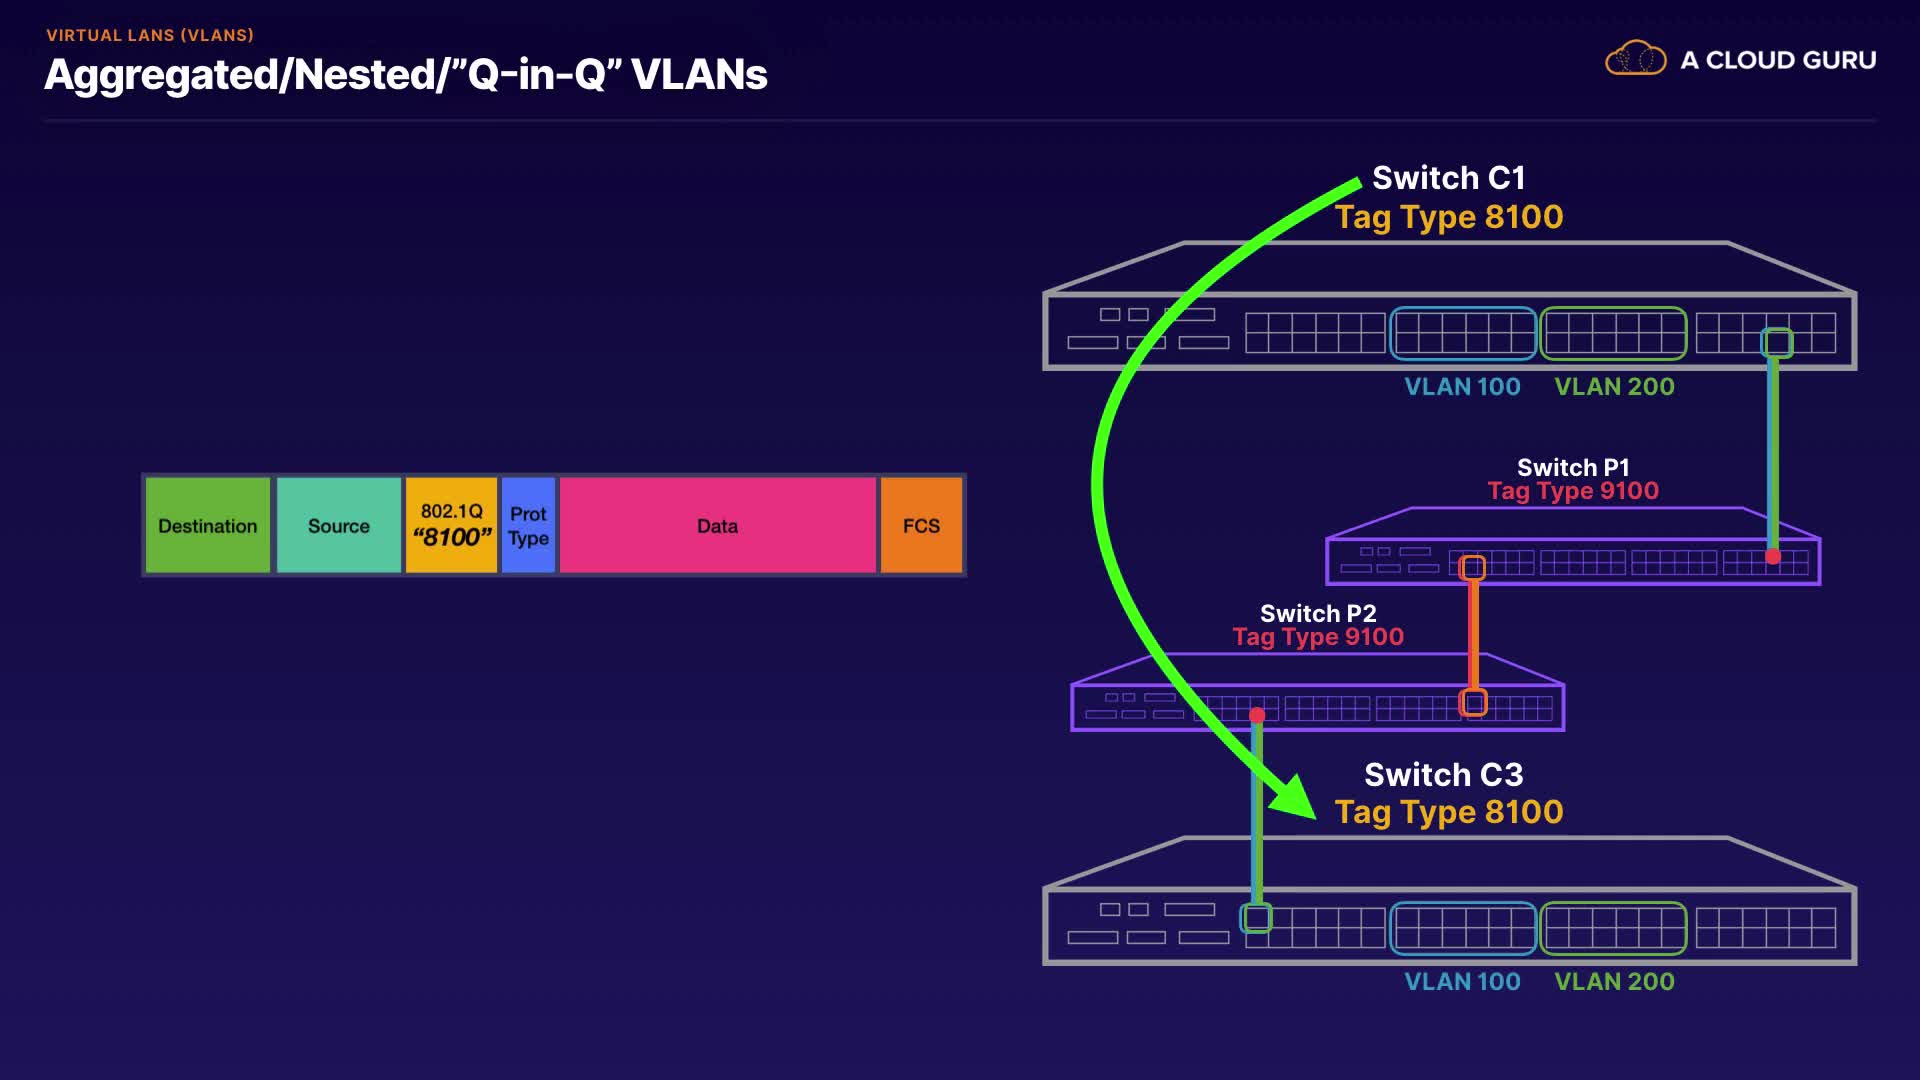 VIRTUAL LANS (VLANS)
Aggregated/Nested/”Q-in-Q” VLANs
A CLOUD GURU
Switch C1
Tag Type 8100
VLAN 100
VLAN 200
Switch P1
Tag Type 9100
Destination
Source
802.1Q
“8100”
Prot
Type
Data
FCS
Switch P2
Tag Type 9100
Switch C3
Tag Type 8100
VLAN 100
VLAN 200